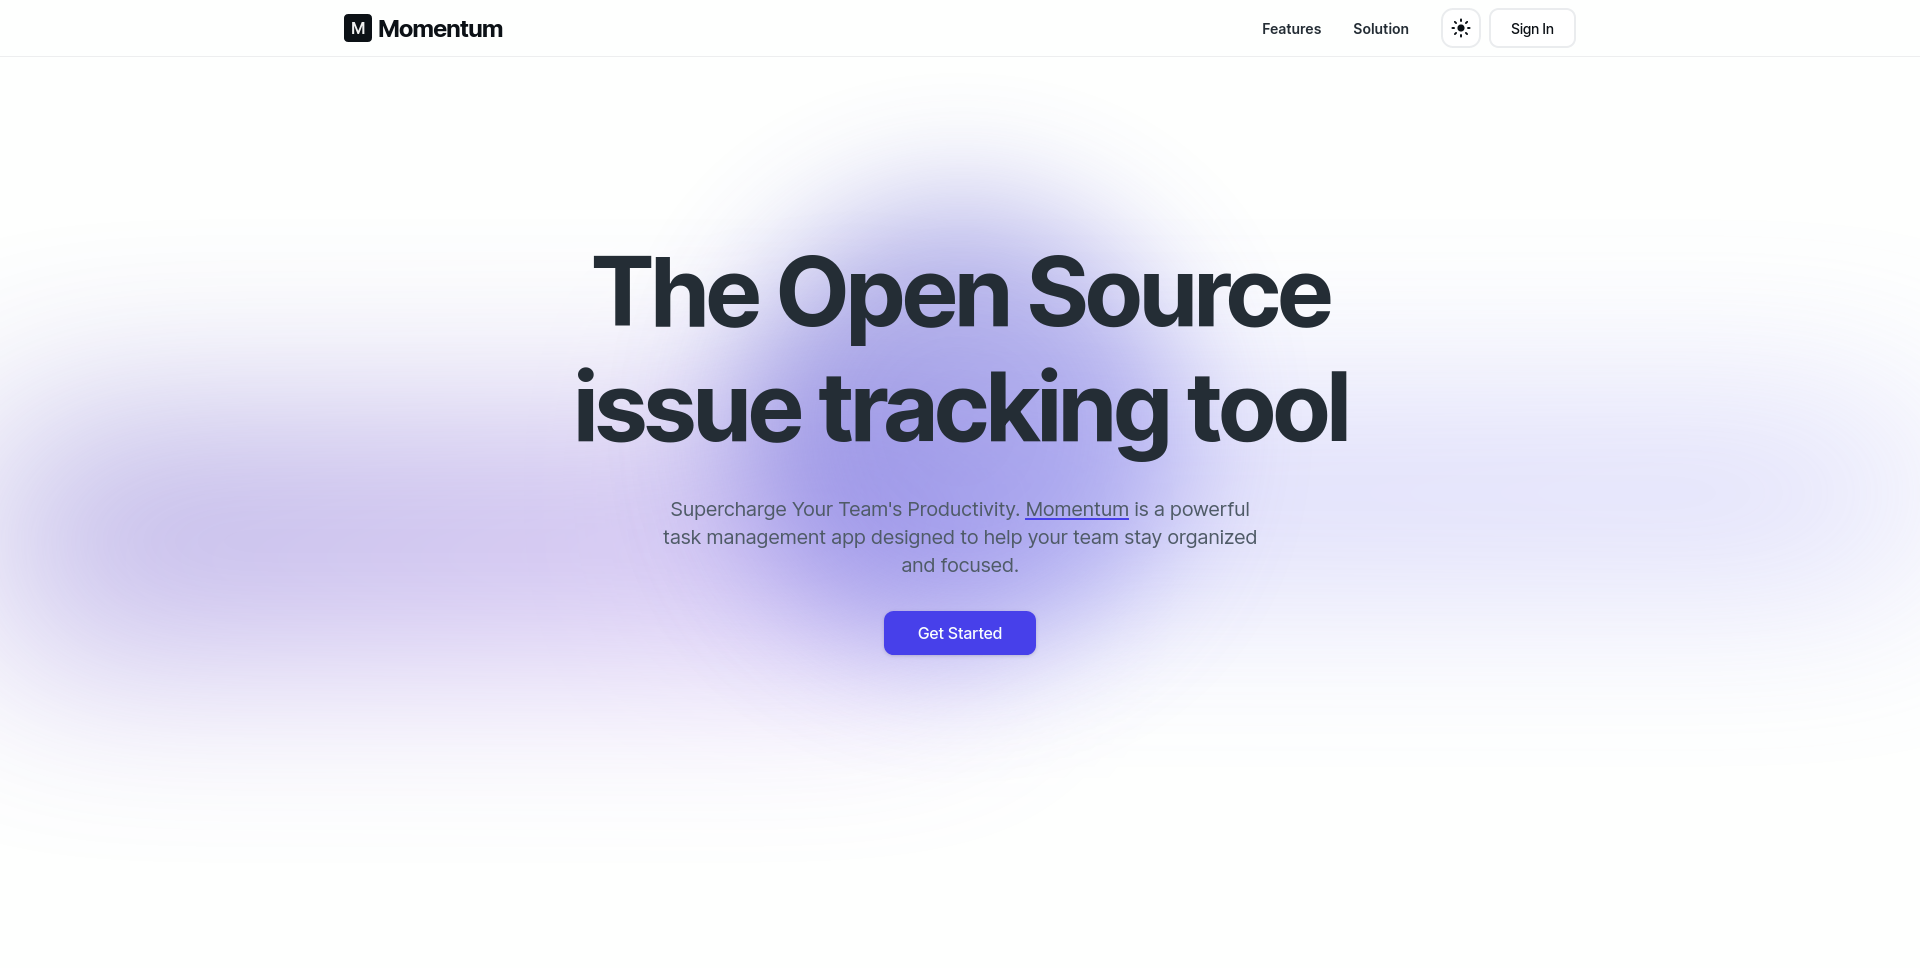 M Momentum
Features Solution Sign In
The Open Source
issue tracking tool
Supercharge Your Team's Productivity. Momentum is a powerful
task management app designed to help your team stay organized
and focused.
Get Started